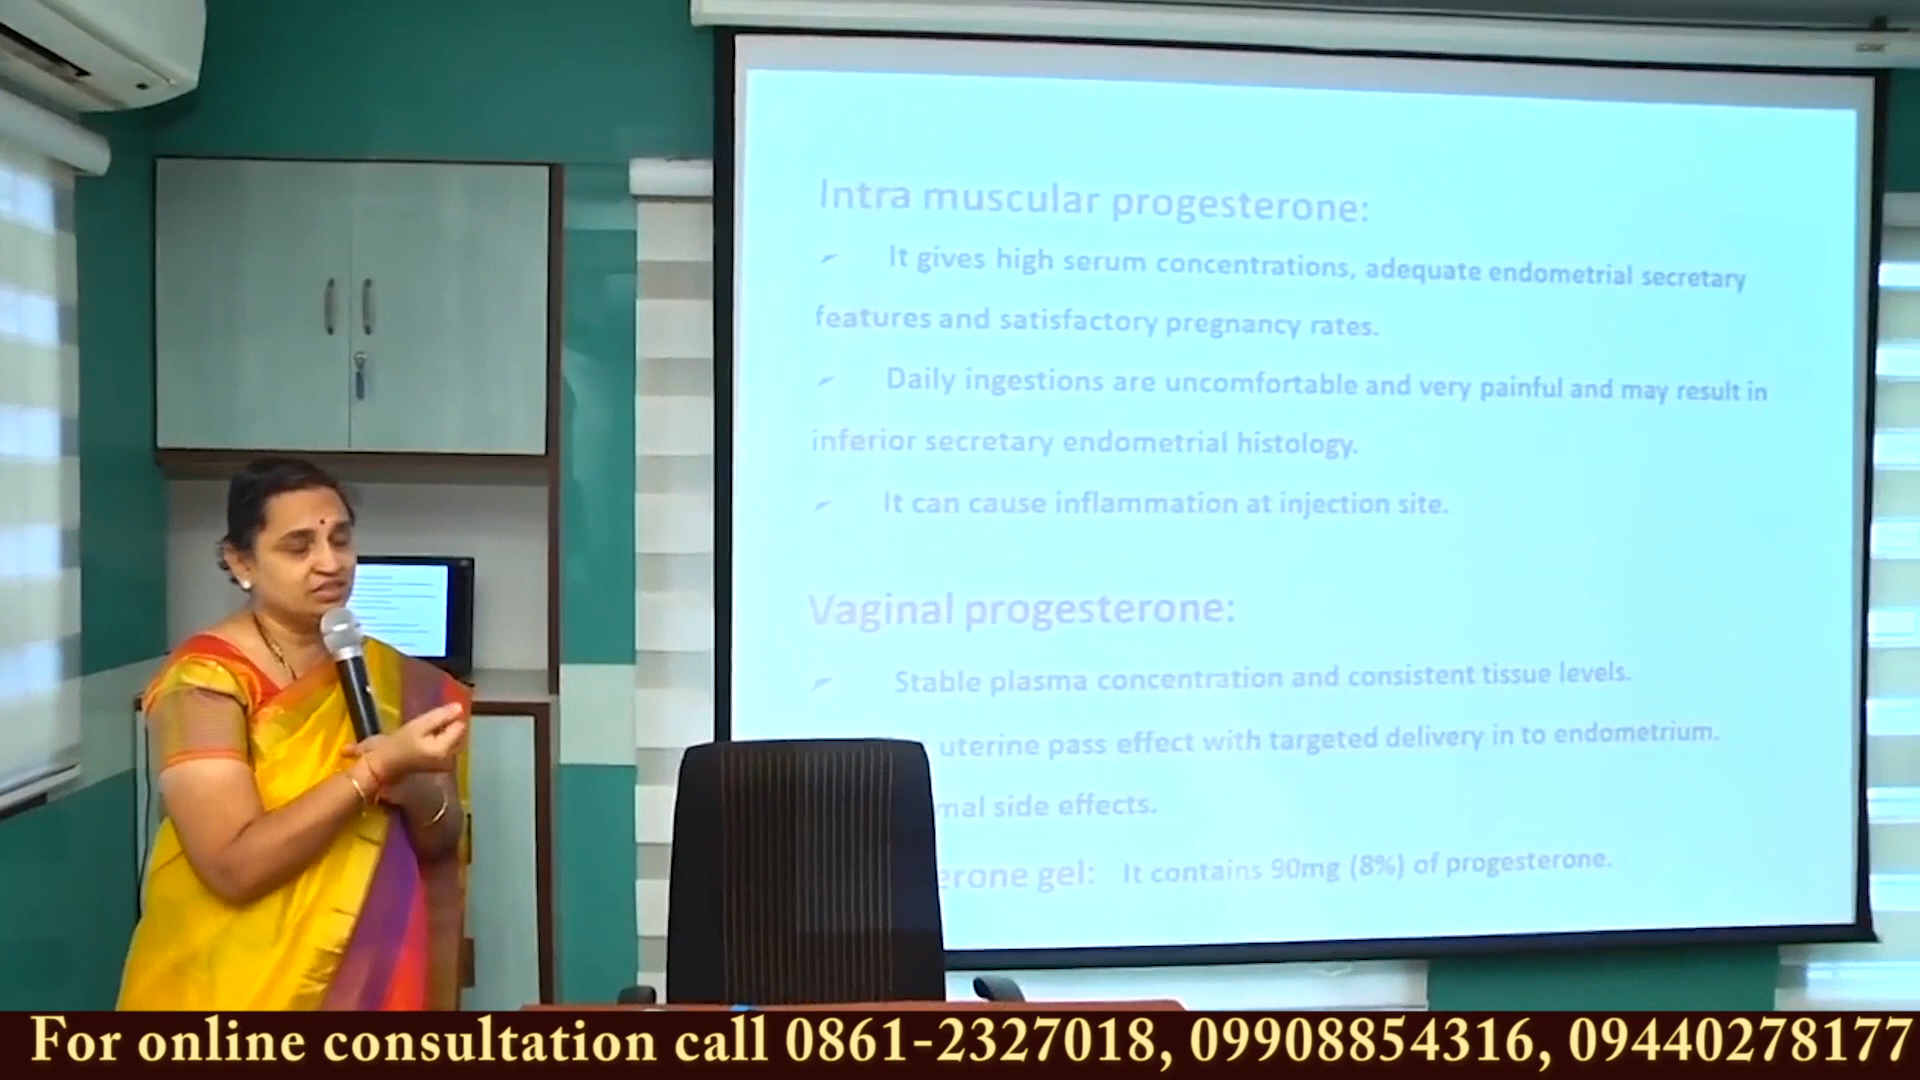 Intra muscular progesterone:
It gives high serum concentrations, adequate endometrial secretary
features and satisfactory pregnancy rates.
Daily ingestions are uncomfortable and very painful and may result in
inferior secretary endometrial histology.
It can cause inflammation at injection site.
Vaginal progesterone:
Stable plasma concentration and consistent tissue levels.
uterine pass effect with targeted delivery in to endometrium.
side effects.
gel: It contains 90mg (8%) of progesterone.
For online consultation call 0861-2327018, 09908854316, 09440278177